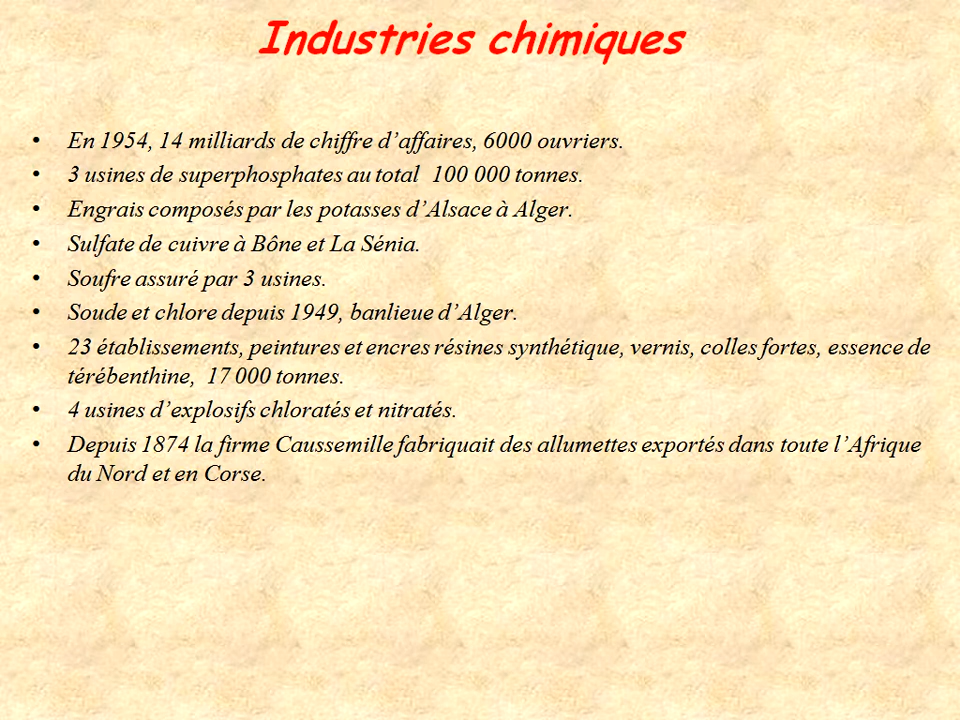 Industries chimiques
• En 1954, 14 milliards de chiffre d’affaires, 6000 ouvriers.
• 3 usines de superphosphates au total  100 000 tonnes.
• Engrais composés par les potasses d’Alsace à Alger.
• Sulfate de cuivre à Bône et La Sénia.
• Soufre assuré par 3 usines.
• Soude et chlore depuis 1949, banlieue d’Alger.
• 23 établissements, peintures et encres résines synthétique, vernis, colles fortes, essence de
térébenthine,  17 000 tonnes.
• 4 usines d’explosifs chloratés et nitratés.
• Depuis 1874 la firme Caussemille fabriquait des allumettes exportés dans toute l’Afrique
du Nord et en Corse.